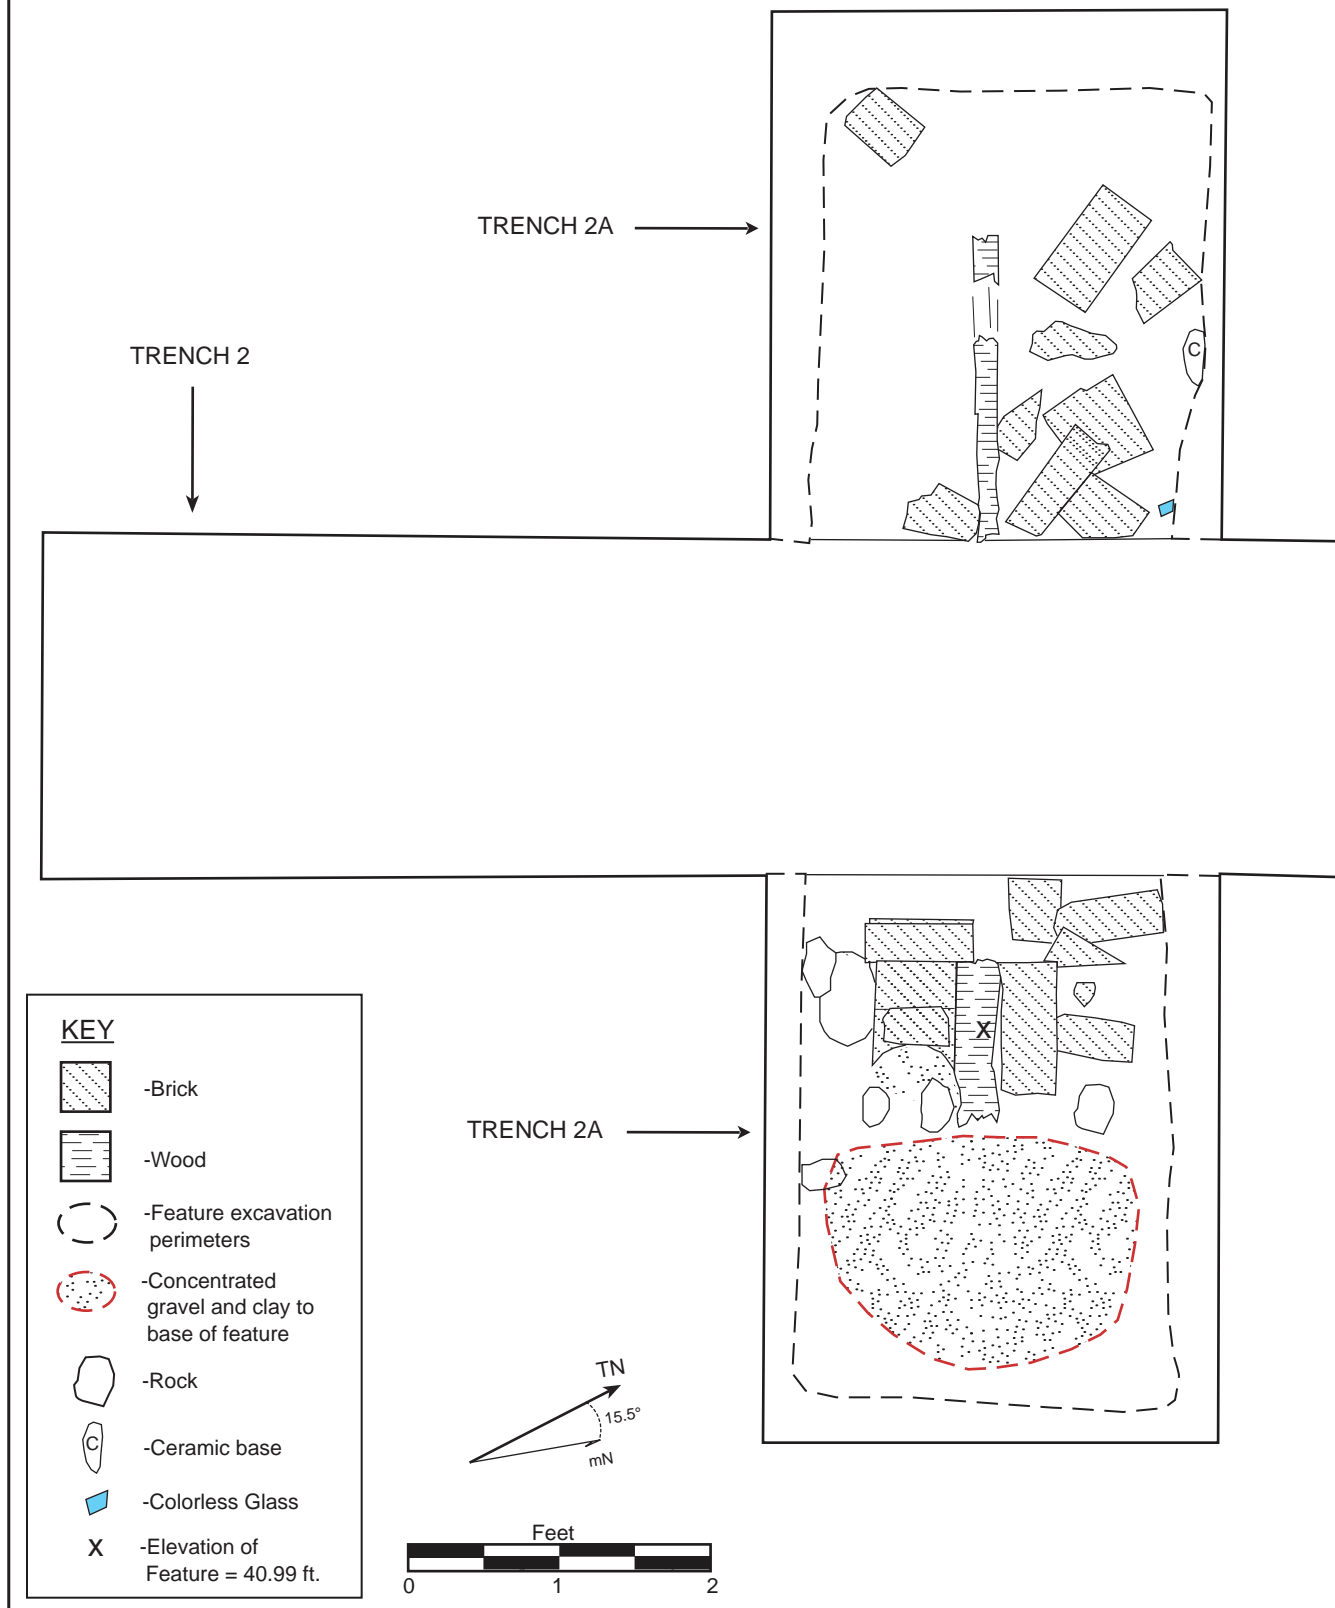 TRENCH 2A
TRENCH 2
C
X
TRENCH 2A
KEY
-Brick
-Wood
-Feature excavation
perimeters
-Concentrated
gravel and clay to
base of feature
-Rock
C
-Ceramic base
-Colorless Glass
X -Elevation of
Feature = 40.99 ft.
TN
15.5°
mN
Feet
0 1 2